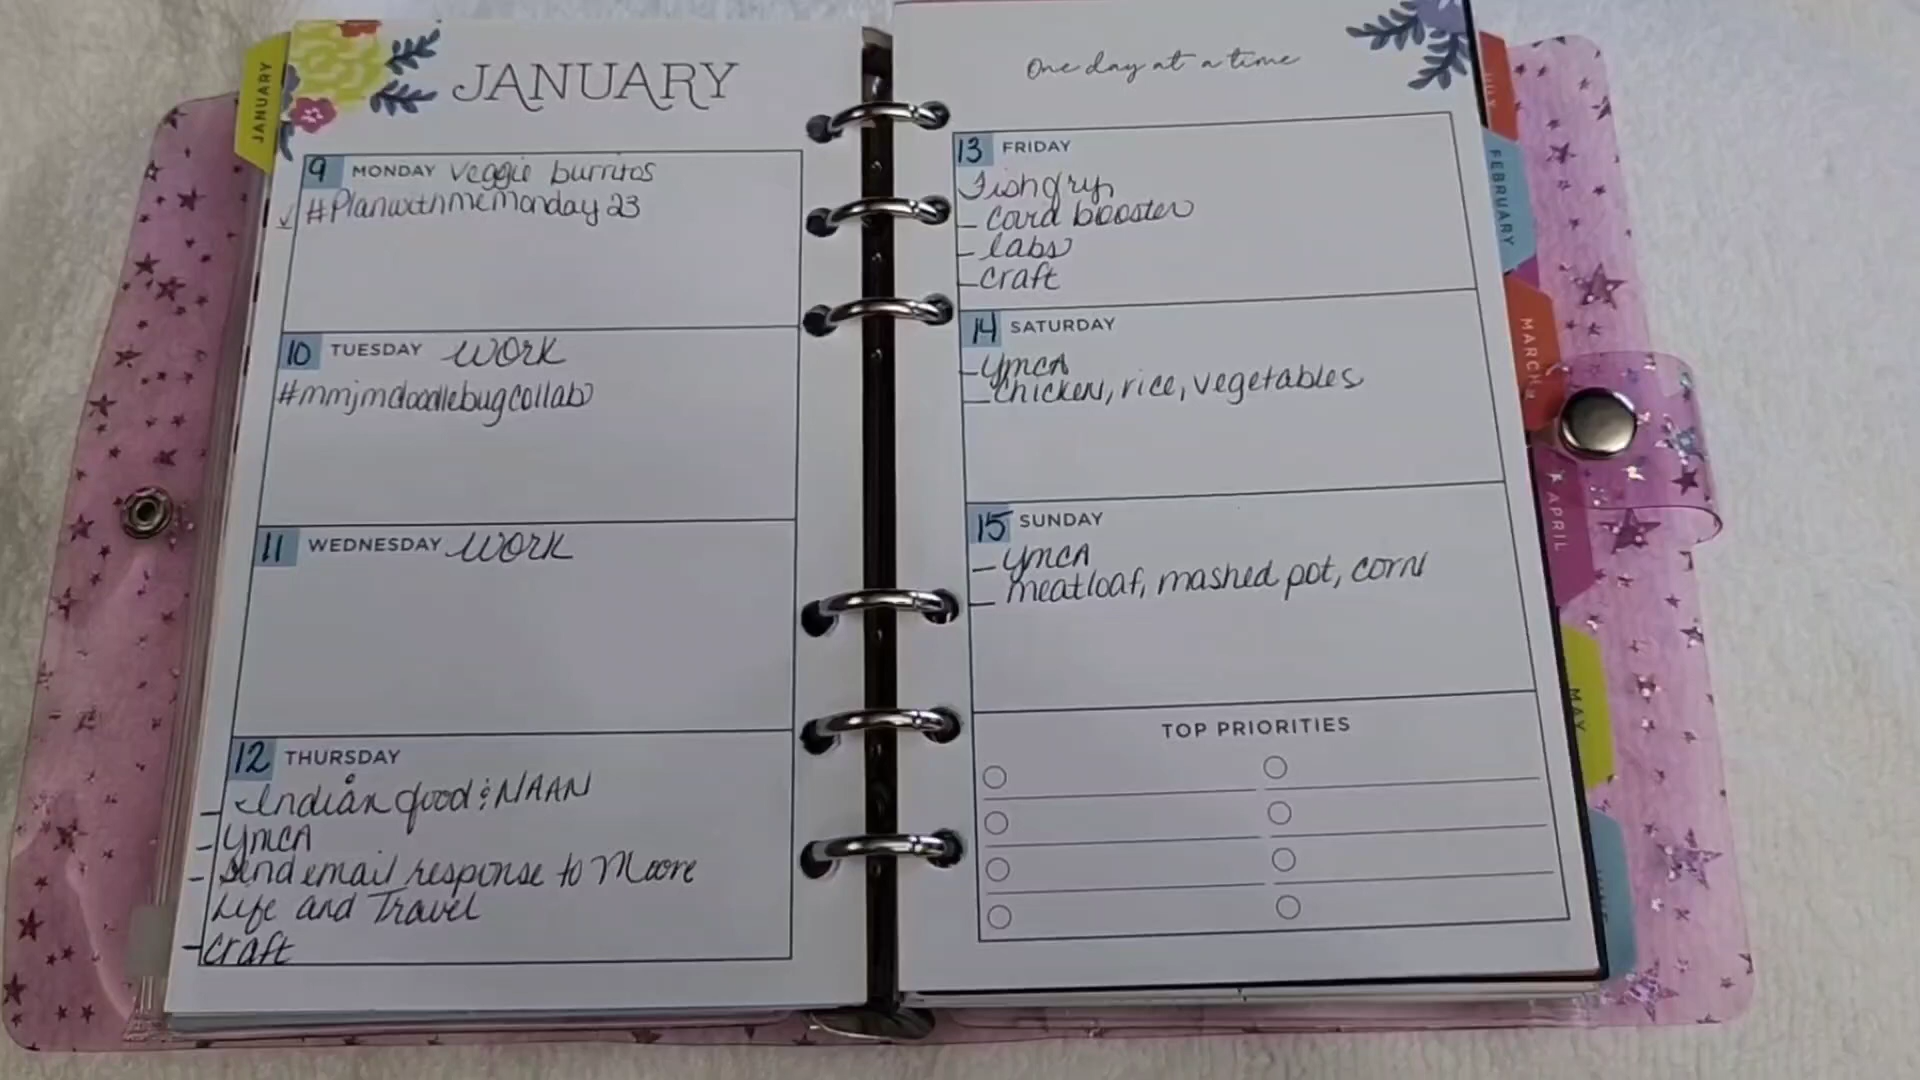 JANUARY
JANUARY
9 MONDAY Veggie burritos
#Planwithmemonday23
10 TUESDAY WORK
#mmjmdoodlebugcollab
11 WEDNESDAY WORK
12 THURSDAY
- Indian food & NAAN
- YMCA
- Send email response to Moore
Life and Travel
- Craft
One day at a time
13 FRIDAY
Fishfry
- Covid booster
- labs
- Craft
14 SATURDAY
- YMCA
- Chicken, rice, vegetables
15 SUNDAY
- YMCA
- Meatloaf, mashed pot, corn
TOP PRIORITIES
JULY
FEBRUARY
MARCH
APRIL
MAY